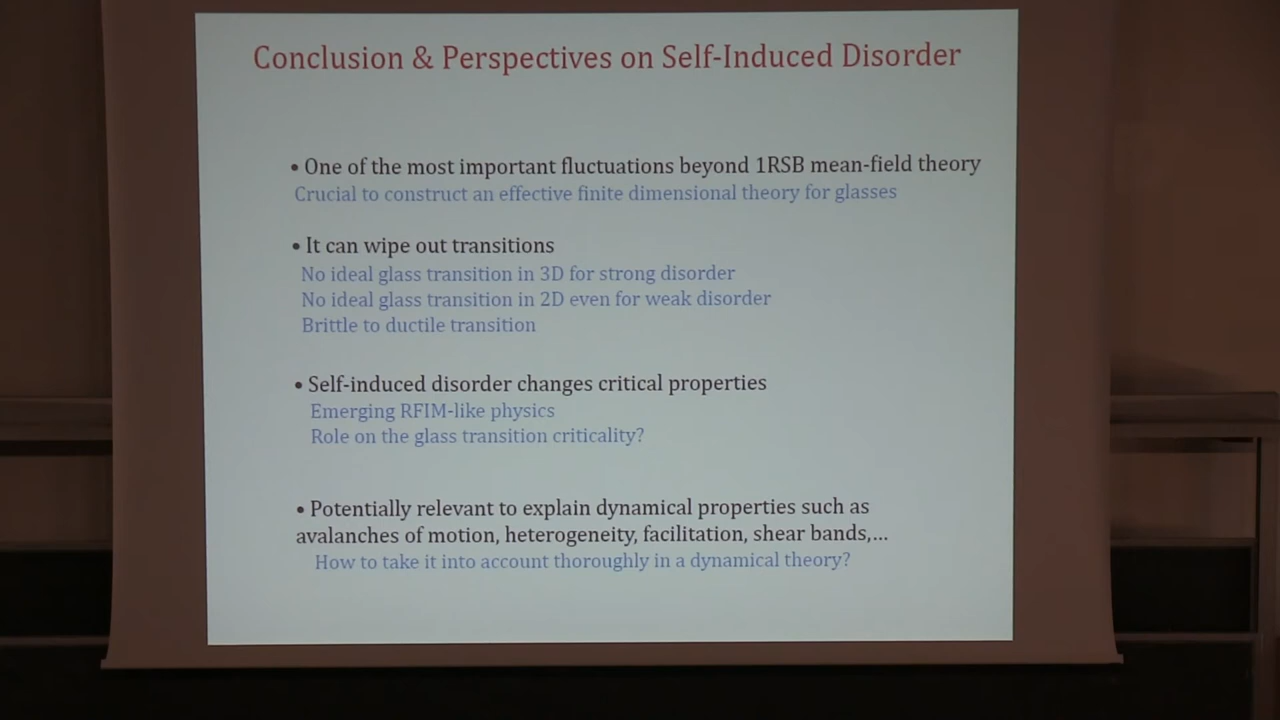 Conclusion & Perspectives on Self-Induced Disorder
• One of the most important fluctuations beyond 1RSB mean-field theory
Crucial to construct an effective finite dimensional theory for glasses
• It can wipe out transitions
No ideal glass transition in 3D for strong disorder
No ideal glass transition in 2D even for weak disorder
Brittle to ductile transition
• Self-induced disorder changes critical properties
Emerging RFIM-like physics
Role on the glass transition criticality?
• Potentially relevant to explain dynamical properties such as
avalanches of motion, heterogeneity, facilitation, shear bands,...
How to take it into account thoroughly in a dynamical theory?